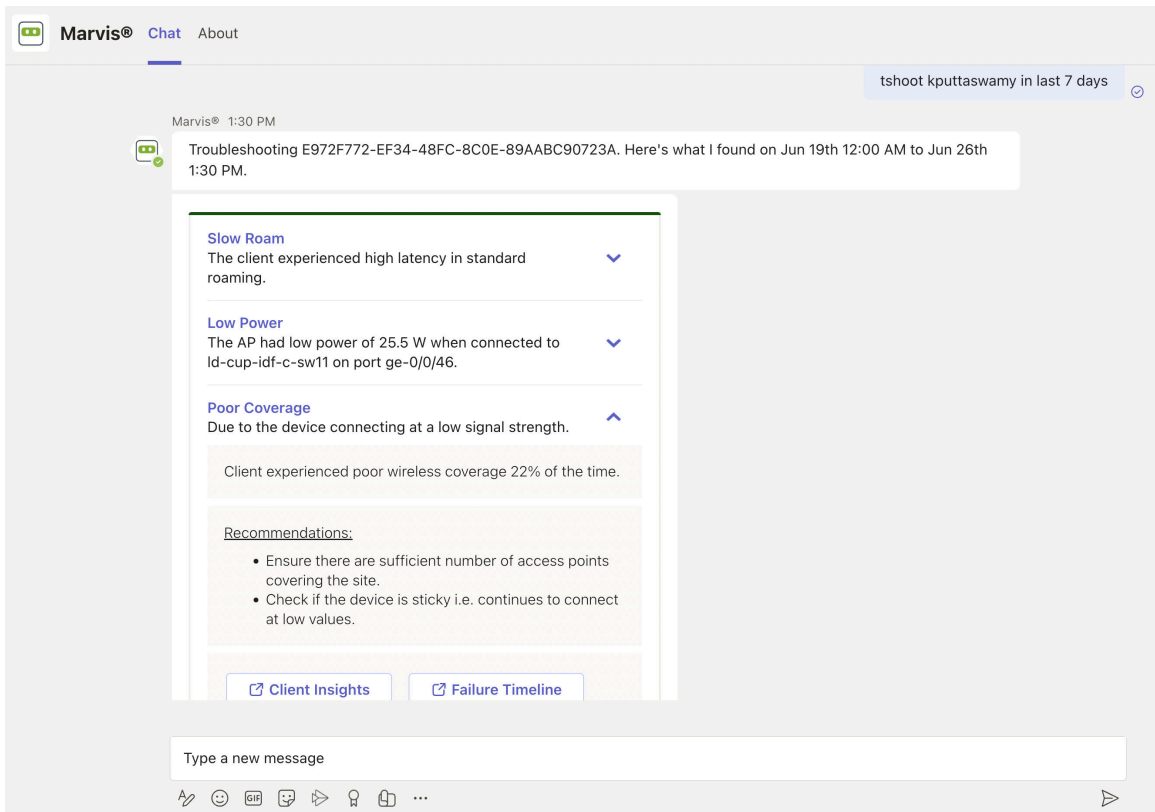 Marvis® Chat About
tshoot kputtaswamy in last 7 days
Marvis® 1:30 PM
Troubleshooting E972F772-EF34-48FC-8C0E-89AABC90723A. Here's what I found on Jun 19th 12:00 AM to Jun 26th
1:30 PM.
Slow Roam
The client experienced high latency in standard
roaming.
Low Power
The AP had low power of 25.5 W when connected to
ld-cup-idf-c-sw11 on port ge-0/0/46.
Poor Coverage
Due to the device connecting at a low signal strength.
Client experienced poor wireless coverage 22% of the time.
Recommendations:
• Ensure there are sufficient number of access points
covering the site.
• Check if the device is sticky i.e. continues to connect
at low values.
Client Insights
Failure Timeline
Type a new message
GIF